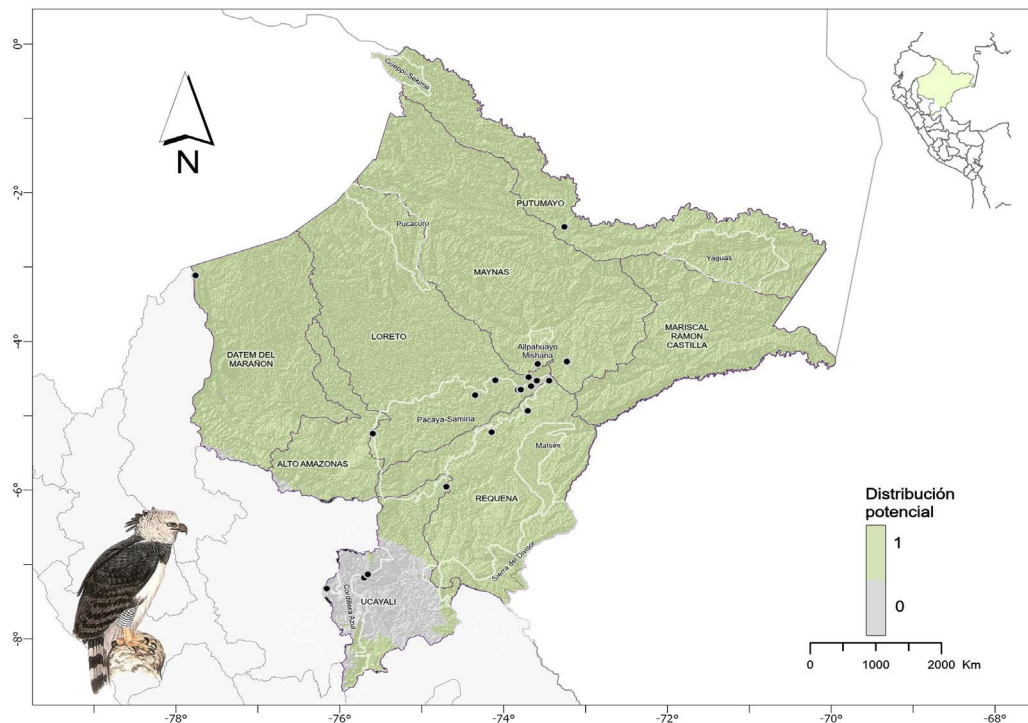 0°
-2°
-4°
-6°
-8°
N
Gueppi-Sekime
PUTUMAYO
Pucacuro
Yaguas
MAYNAS
MARISCAL
RAMON
CASTILLA
Allpahuayo
Mishana
LORETO
DATEM DEL
MARAÑON
Pacaya-Samiria
Matsés
ALTO AMAZONAS
REQUENA
Sierra del Divisor
Cordillera Azul
UCAYALI
Distribución
potencial
1
0
0 1000 2000 Km
-78° -76° -74° -72° -70° -68°